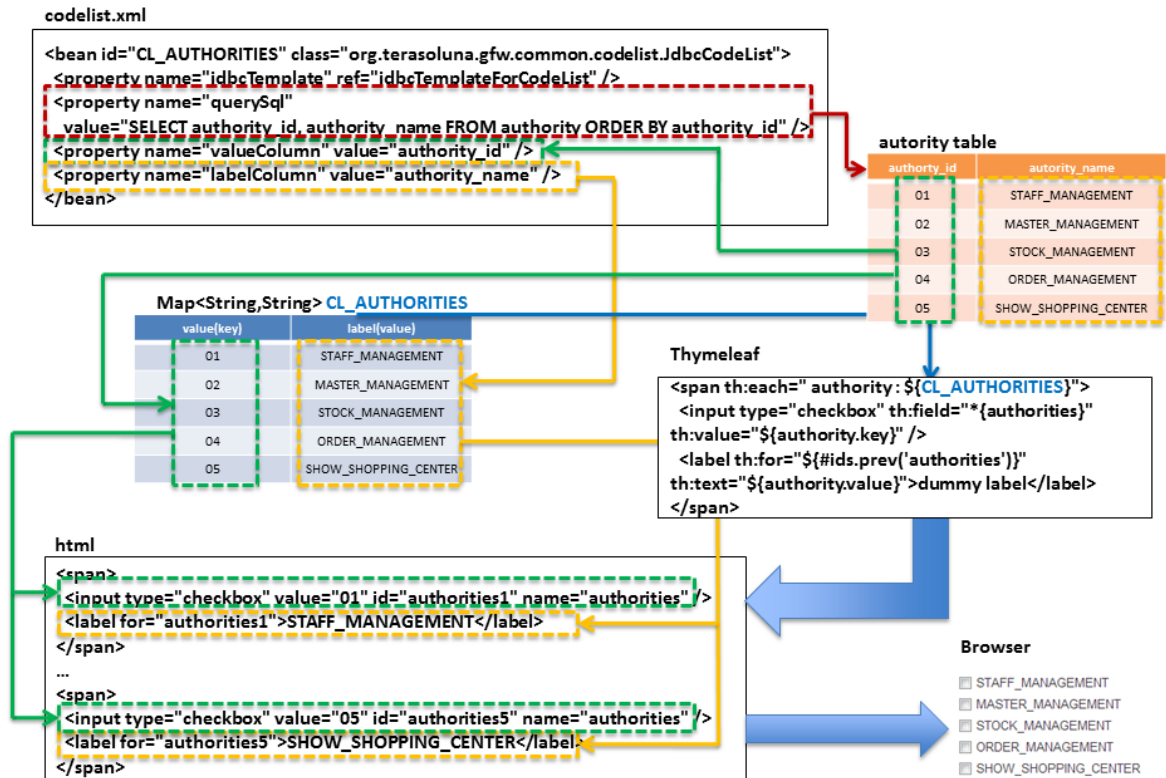 codelist.xml
<bean id="CL_AUTHORITIES" class="org.terasoluna.gfw.common.codelist.JdbcCodeList">
<property name="jdbcTemplate" ref="jdbcTemplateForCodeList" />
<property name="querySql"
value="SELECT authority_id, authority_name FROM authority ORDER BY authority_id" />
<property name="valueColumn" value="authority_id" />
<property name="labelColumn" value="authority_name" />
</bean>
autority table
authorty_id autority_name
01 STAFF_MANAGEMENT
02 MASTER_MANAGEMENT
03 STOCK_MANAGEMENT
04 ORDER_MANAGEMENT
05 SHOW_SHOPPING_CENTER
Map<String,String> CL_AUTHORITIES
value(key) label(value)
01 STAFF_MANAGEMENT
02 MASTER_MANAGEMENT
03 STOCK_MANAGEMENT
04 ORDER_MANAGEMENT
05 SHOW_SHOPPING_CENTER
Thymeleaf
<span th:each=" authority : ${CL_AUTHORITIES}">
<input type="checkbox" th:field="*{authorities}"
th:value="${authority.key}" />
<label th:for="${#ids.prev('authorities')}"
th:text="${authority.value}">dummy label</label>
</span>
html
<span>
<input type="checkbox" value="01" id="authorities1" name="authorities" />
<label for="authorities1">STAFF_MANAGEMENT</label>
</span>
...
<span>
<input type="checkbox" value="05" id="authorities5" name="authorities" />
<label for="authorities5">SHOW_SHOPPING_CENTER</label>
</span>
Browser
STAFF_MANAGEMENT
MASTER_MANAGEMENT
STOCK_MANAGEMENT
ORDER_MANAGEMENT
SHOW_SHOPPING_CENTER